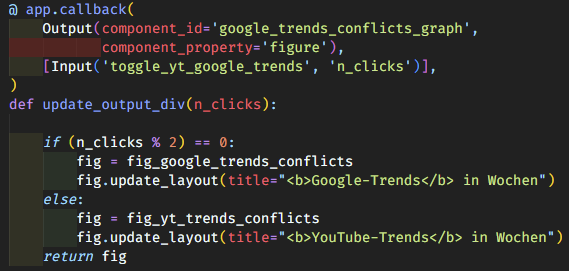 @ app.callback(
    Output(component_id='google_trends_conflicts_graph',
           component_property='figure'),
    [Input('toggle_yt_google_trends', 'n_clicks')],
)
def update_output_div(n_clicks):

    if (n_clicks % 2) == 0:
        fig = fig_google_trends_conflicts
        fig.update_layout(title="<b>Google-Trends</b> in Wochen")
    else:
        fig = fig_yt_trends_conflicts
        fig.update_layout(title="<b>YouTube-Trends</b> in Wochen")
    return fig